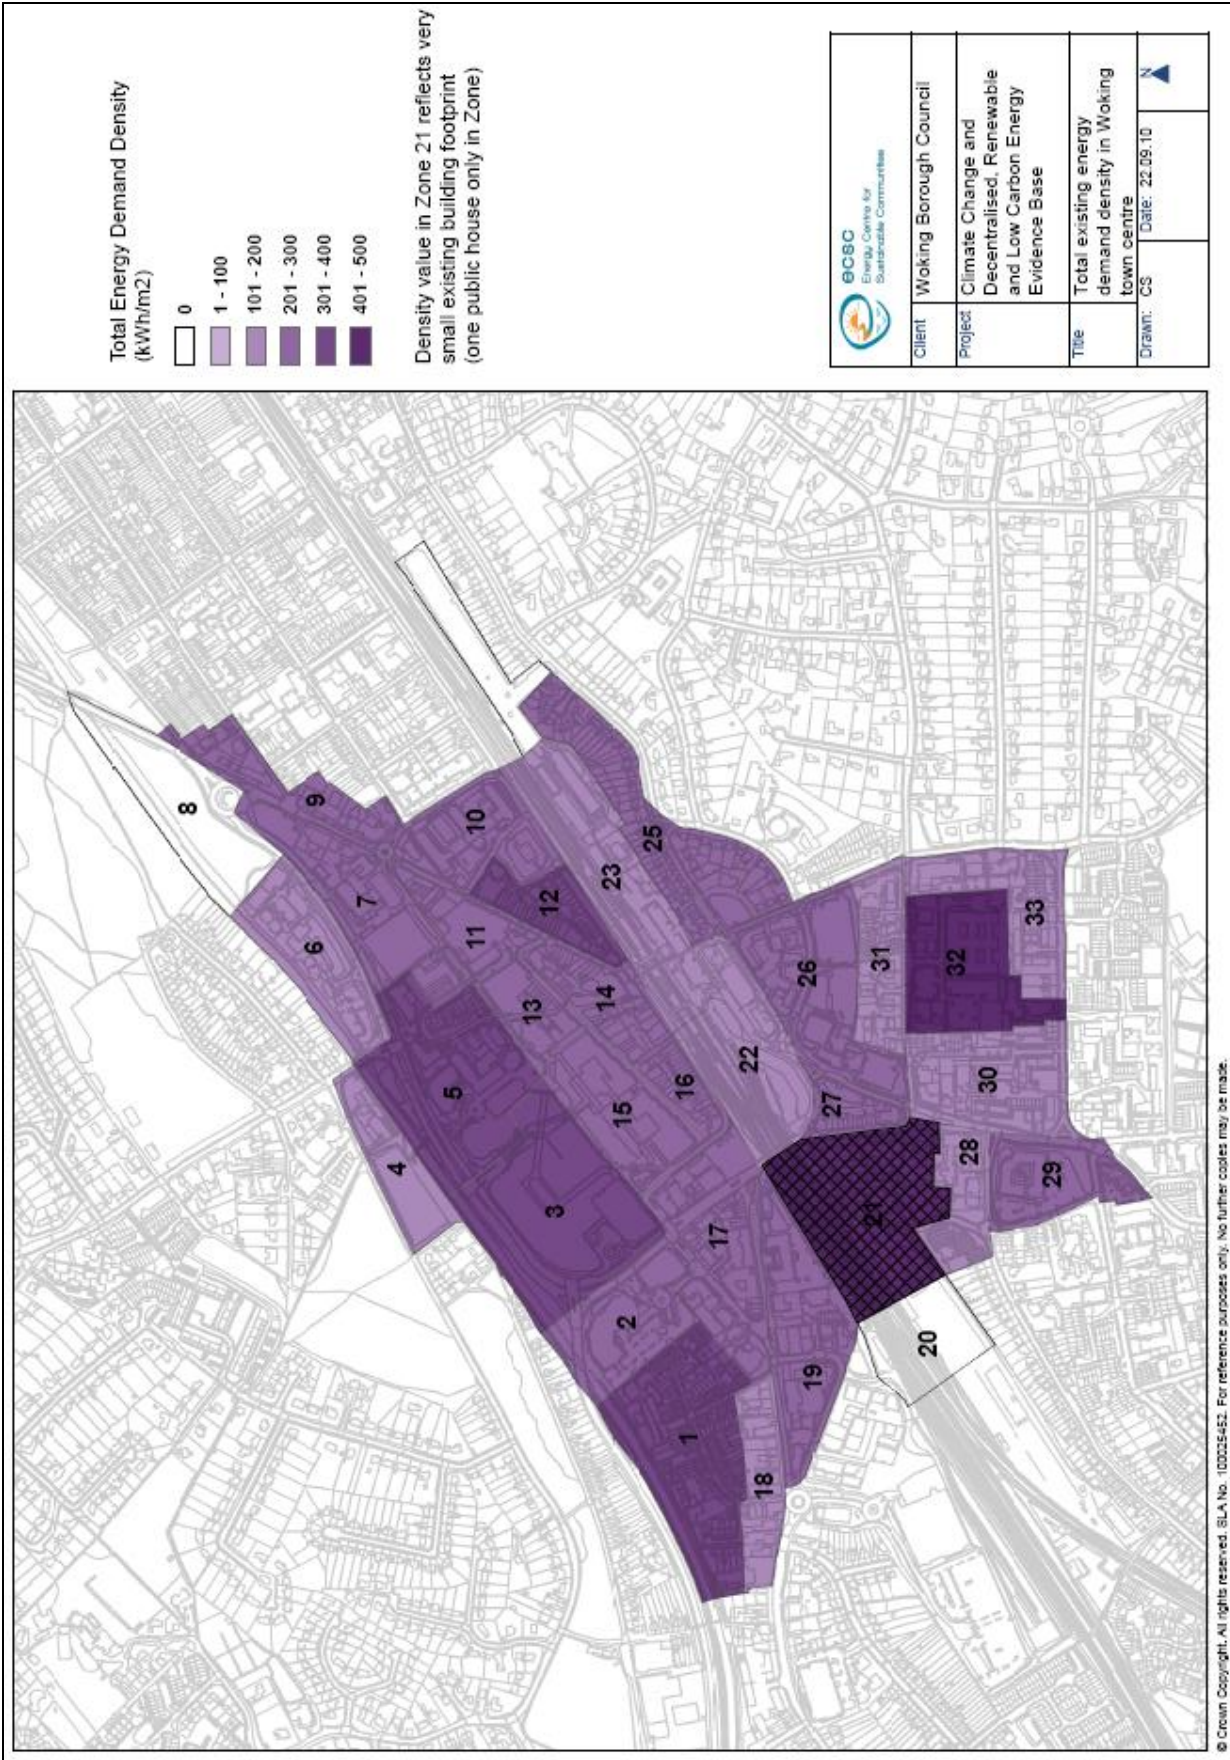 Total Energy Demand Density
(kWh/m2)
0
1 - 100
101 - 200
201 - 300
301 - 400
401 - 500
Density value in Zone 21 reflects very
small existing building footprint
(one public house only in Zone)
ecsc
Energy Centre for
Sustainable Communities
Client
Woking Borough Council
Project
Climate Change and
Decentralised, Renewable
and Low Carbon Energy
Evidence Base
Title
Total existing energy
demand density in Woking
town centre
Drawn: CS
Date: 22.09.10
N
1
2
3
4
5
6
7
8
9
10
11
12
13
14
15
16
17
18
19
20
21
22
23
25
26
27
28
29
30
31
32
33
© Crown Copyright. All rights reserved. SLA No. 100025452. For reference purposes only. No further copies may be made.